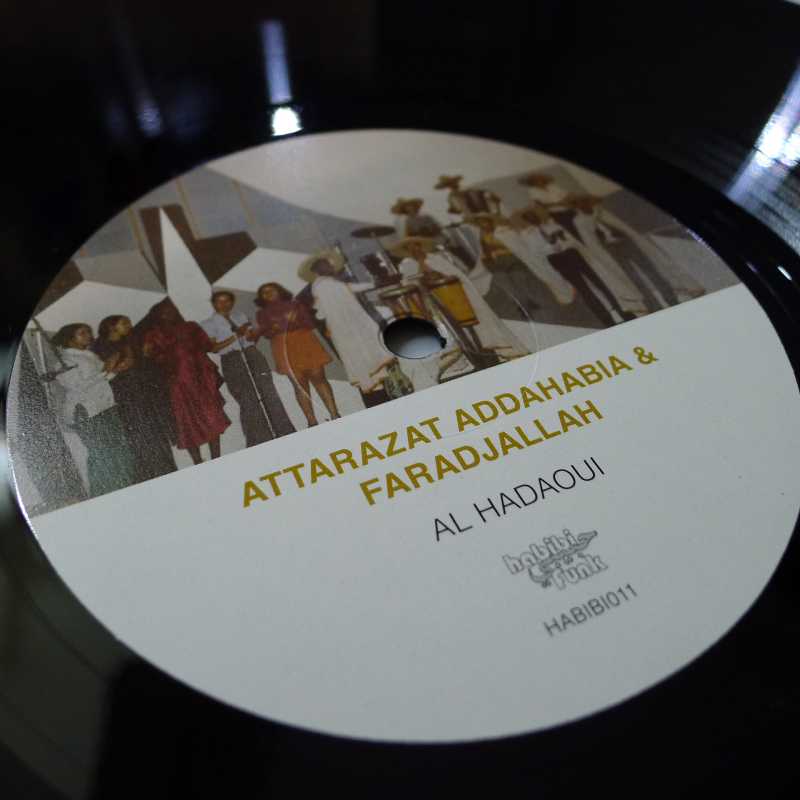 ATTARAZAT ADDAHABIA &
FARADJALLAH
AL HADAOUI
habibi
funk
HABIBI011